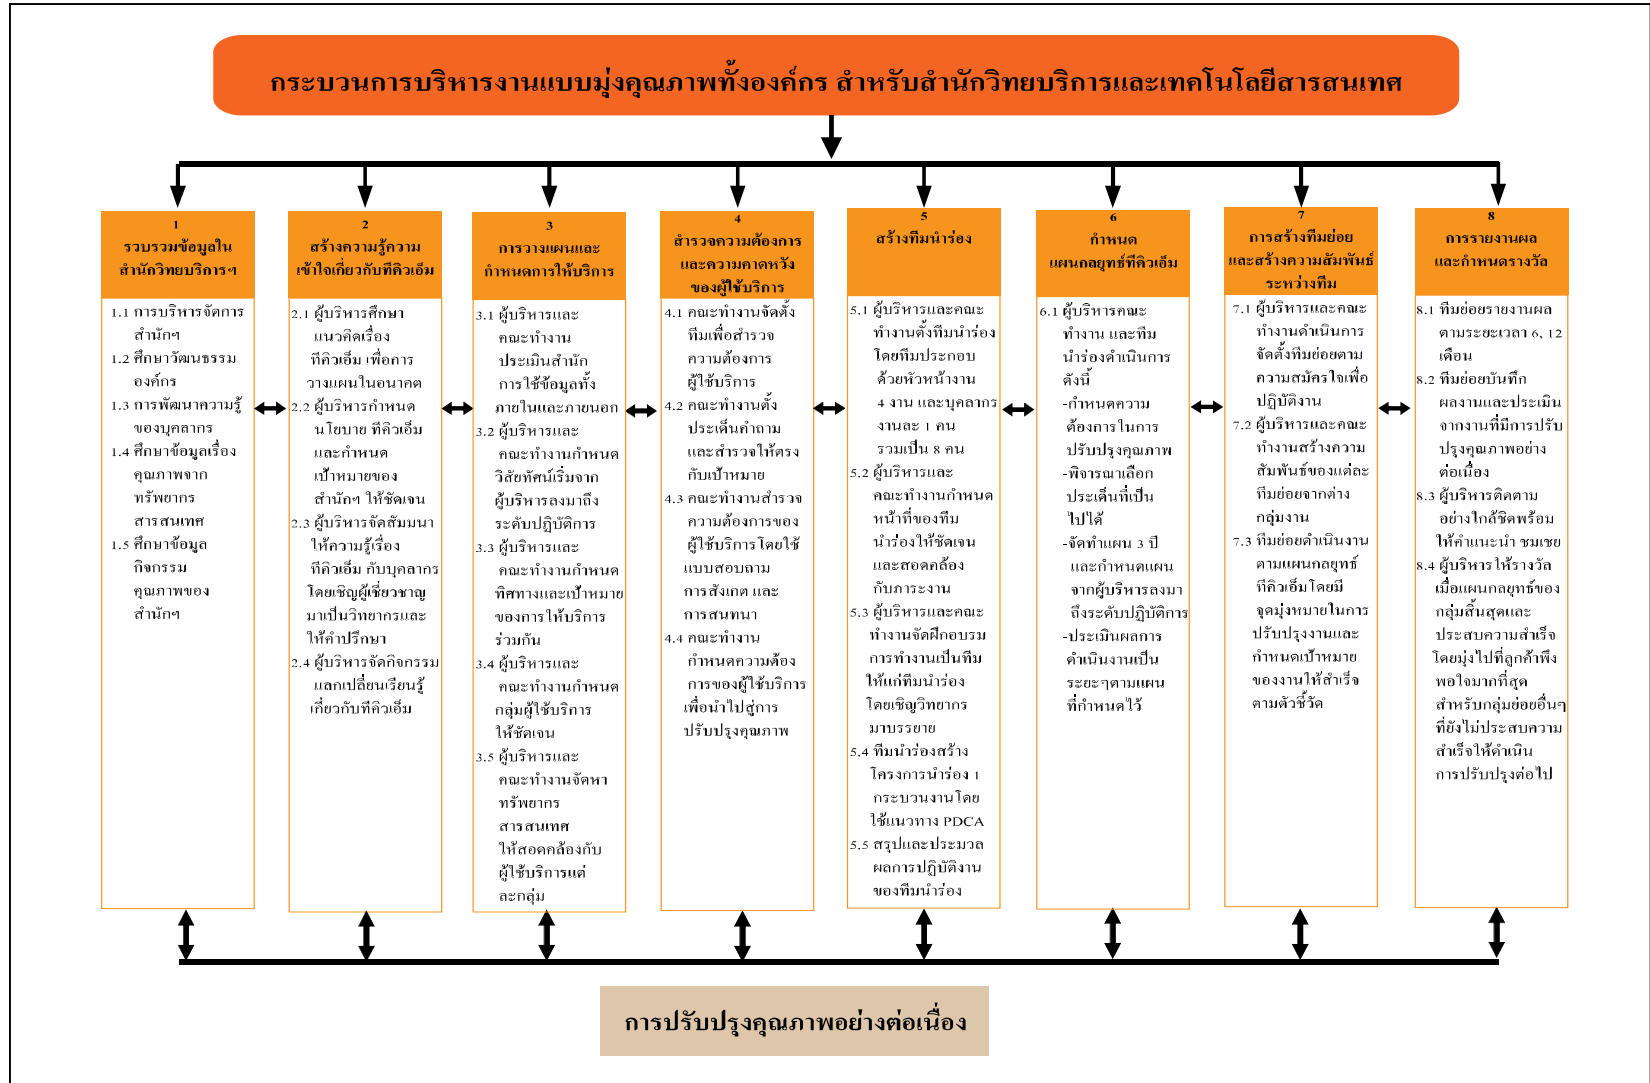 กระบวนการบริหารงานแบบมุ่งคุณภาพทั้งองค์กร สำหรับสำนักวิทยบริการและเทคโนโลยีสารสนเทศ
1
รวบรวมข้อมูลใน
สำนักวิทยบริการฯ
1.1 การบริหารจัดการ
สำนักฯ
1.2 ศึกษาวัฒนธรรม
องค์กร
1.3 การพัฒนาความรู้
ของบุคลากร
1.4 ศึกษาข้อมูลเรื่อง
คุณภาพจาก
ทรัพยากร
สารสนเทศ
1.5 ศึกษาข้อมูล
กิจกรรม
คุณภาพของ
สำนักฯ
2
สร้างความรู้ความ
เข้าใจเกี่ยวกับทีคิวเอ็ม
2.1 ผู้บริหารศึกษา
แนวคิดเรื่อง
ทีคิวเอ็ม เพื่อการ
วางแผนในอนาคต
2.2 ผู้บริหารกำหนด
นโยบาย ทีคิวเอ็ม
และกำหนด
เป้าหมายของ
สำนักฯ ให้ชัดเจน
2.3 ผู้บริหารจัดสัมมนา
ให้ความรู้เรื่อง
ทีคิวเอ็ม กับบุคลากร
โดยเชิญผู้เชี่ยวชาญ
มาเป็นวิทยากรและ
ให้คำปรึกษา
2.4 ผู้บริหารจัดกิจกรรม
แลกเปลี่ยนเรียนรู้
เกี่ยวกับทีคิวเอ็ม
3
การวางแผนและ
กำหนดการให้บริการ
3.1 ผู้บริหารและ
คณะทำงาน
ประเมินสำนัก
การใช้ข้อมูลทั้ง
ภายในและภายนอก
3.2 ผู้บริหารและ
คณะทำงานกำหนด
วิสัยทัศน์เริ่มจาก
ผู้บริหารลงมาถึง
ระดับปฏิบัติการ
3.3 ผู้บริหารและ
คณะทำงานกำหนด
ทิศทางและเป้าหมาย
ของการให้บริการ
ร่วมกัน
3.4 ผู้บริหารและ
คณะทำงานกำหนด
กลุ่มผู้ใช้บริการ
ให้ชัดเจน
3.5 ผู้บริหารและ
คณะทำงานจัดหา
ทรัพยากร
สารสนเทศ
ให้สอดคล้องกับ
ผู้ใช้บริการแต่
ละกลุ่ม
4
สำรวจความต้องการ
และความคาดหวัง
ของผู้ใช้บริการ
4.1 คณะทำงานจัดตั้ง
ทีมเพื่อสำรวจ
ความต้องการ
ผู้ใช้บริการ
4.2 คณะทำงานตั้ง
ประเด็นคำถาม
และสำรวจให้ตรง
กับเป้าหมาย
4.3 คณะทำงานสำรวจ
ความต้องการของ
ผู้ใช้บริการโดยใช้
แบบสอบถาม
การสังเกต และ
การสนทนา
4.4 คณะทำงาน
กำหนดความต้อง
การของผู้ใช้บริการ
เพื่อนำไปสู่การ
ปรับปรุงคุณภาพ
5
สร้างทีมนำร่อง
5.1 ผู้บริหารและคณะ
ทำงานตั้งทีมนำร่อง
โดยทีมประกอบ
ด้วยหัวหน้างาน
4 งาน และบุคลากร
งานละ 1 คน
รวมเป็น 8 คน
5.2 ผู้บริหารและ
คณะทำงานกำหนด
หน้าที่ของทีม
นำร่องให้ชัดเจน
และสอดคล้อง
กับภาระงาน
5.3 ผู้บริหารและคณะ
ทำงานจัดฝึกอบรม
การทำงานเป็นทีม
ให้แก่ทีมนำร่อง
โดยเชิญวิทยากร
มาบรรยาย
5.4 ทีมนำร่องสร้าง
โครงการนำร่อง 1
กระบวนงานโดย
ใช้แนวทาง PDCA
5.5 สรุปและประมวล
ผลการปฏิบัติงาน
ของทีมนำร่อง
6
กำหนด
แผนกลยุทธ์ทีคิวเอ็ม
6.1 ผู้บริหารคณะ
ทำงาน และทีม
นำร่องดำเนินการ
ดังนี้
-กำหนดความ
ต้องการในการ
ปรับปรุงคุณภาพ
-พิจารณาเลือก
ประเด็นที่เป็น
ไปได้
-จัดทำแผน 3 ปี
และกำหนดแผน
จากผู้บริหารลงมา
ถึงระดับปฏิบัติการ
-ประเมินผลการ
ดำเนินงานเป็น
ระยะๆตามแผน
ที่กำหนดไว้
7
การสร้างทีมย่อย
และสร้างความสัมพันธ์
ระหว่างทีม
7.1 ผู้บริหารและคณะ
ทำงานดำเนินการ
จัดตั้งทีมย่อยตาม
ความสมัครใจเพื่อ
ปฏิบัติงาน
7.2 ผู้บริหารและคณะ
ทำงานสร้างความ
สัมพันธ์ของแต่ละ
ทีมย่อยจากต่าง
กลุ่มงาน
7.3 ทีมย่อยดำเนินงาน
ตามแผนกลยุทธ์
ทีคิวเอ็มโดยมี
จุดมุ่งหมายในการ
ปรับปรุงงานและ
กำหนดเป้าหมาย
ของงานให้สำเร็จ
ตามตัวชี้วัด
8
การรายงานผล
และกำหนดรางวัล
8.1 ทีมย่อยรายงานผล
ตามระยะเวลา 6, 12
เดือน
8.2 ทีมย่อยบันทึก
ผลงานและประเมิน
จากงานที่มีการปรับ
ปรุงคุณภาพอย่าง
ต่อเนื่อง
8.3 ผู้บริหารติดตาม
อย่างใกล้ชิดพร้อม
ให้คำแนะนำ ชมเชย
8.4 ผู้บริหารให้รางวัล
เมื่อแผนกลยุทธ์ของ
กลุ่มสิ้นสุดและ
ประสบความสำเร็จ
โดยมุ่งไปที่ลูกค้าพึง
พอใจมากที่สุด
สำหรับกลุ่มย่อยอื่นๆ
ที่ยังไม่ประสบความ
สำเร็จให้ดำเนิน
การปรับปรุงต่อไป
การปรับปรุงคุณภาพอย่างต่อเนื่อง